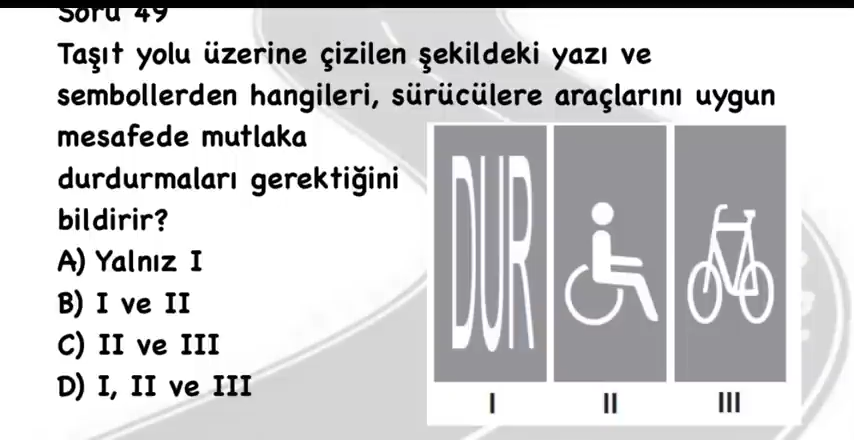 Soru 49
Taşıt yolu üzerine çizilen şekildeki yazı ve
sembollerden hangileri, sürücülere araçlarını uygun
mesafede mutlaka
durdurmaları gerektiğini
bildirir?
A) Yalnız I
B) I ve II
C) II ve III
D) I, II ve III
DUR
I II III